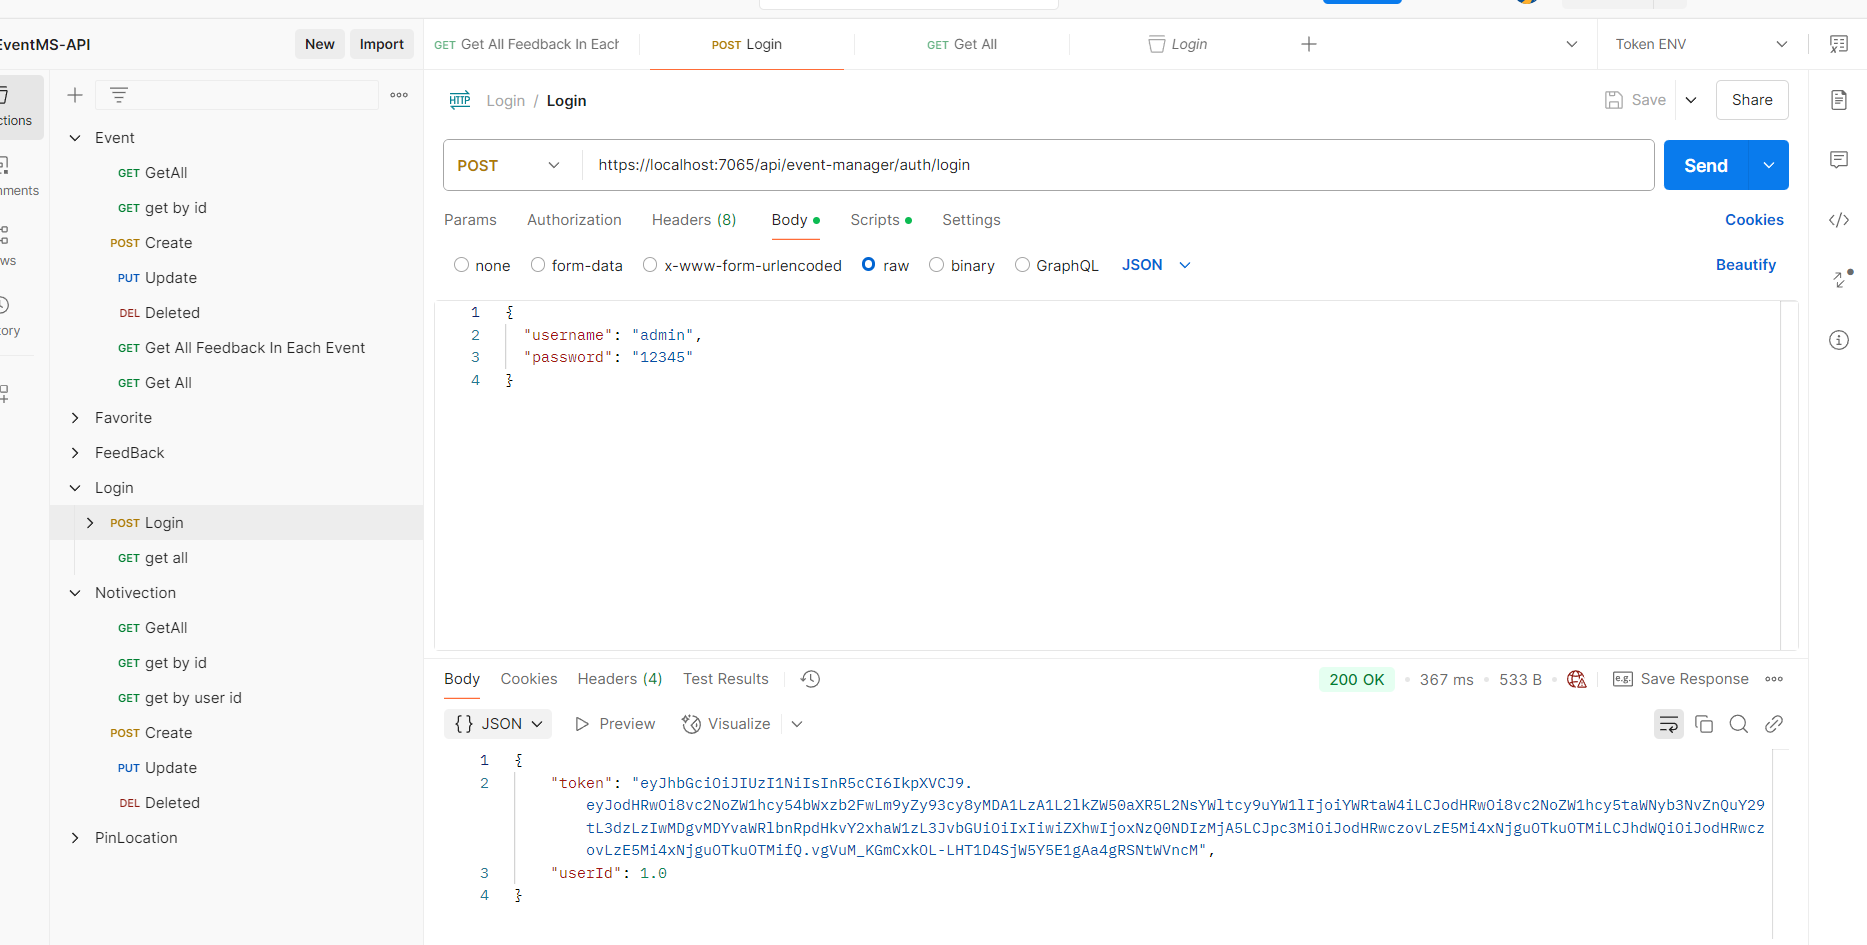 EventMS-API
New
Import
GET Get All Feedback In Each
POST Login
GET Get All
Login
Token ENV
ctions
Event
GET GetAll
GET get by id
POST Create
PUT Update
DEL Deleted
GET Get All Feedback In Each Event
GET Get All
Favorite
FeedBack
Login
POST Login
GET get all
Notivection
GET GetAll
GET get by id
GET get by user id
POST Create
PUT Update
DEL Deleted
PinLocation
nments
ws
tory
HTTP Login / Login
Save
Share
POST
https://localhost:7065/api/event-manager/auth/login
Send
Params Authorization Headers (8) Body Scripts Settings
Cookies
none form-data x-www-form-urlencoded raw binary GraphQL JSON
Beautify
1 {
2 "username": "admin",
3 "password": "12345"
4 }
Body Cookies Headers (4) Test Results
200 OK 367 ms 533 B e.g. Save Response
{} JSON Preview Visualize
1 {
2 "token": "eyJhbGciOiJIUzI1NiIsInR5cCI6IkpXVCJ9.
eyJodHRwOi8vc2NoZW1hcy54bWxzb2FwLm9yZy93cy8yMDA1LzA1L2lkZW50aXR5L2NsYWltcy9uYW1lIjoiYWRtaW4iLCJodHRwOi8vc2NoZW1hcy5taWNyb3NvZnQuY29
tL3dzLzIwMDgvMDYvaWRlbnRpdHkvY2xhaW1zL3JvbGUiOiIxIiwiZXhwIjoxNzQ0NDIzMjA5LCJpc3MiOiJodHRwczovLzE5Mi4xNjguOTkuOTMiLCJhdWQiOiJodHRwcz
ovLzE5Mi4xNjguOTkuOTMifQ.vgVuM_KGmCxkOL-LHT1D4SjW5Y5E1gAa4gRSNtWVncM",
3 "userId": 1.0
4 }